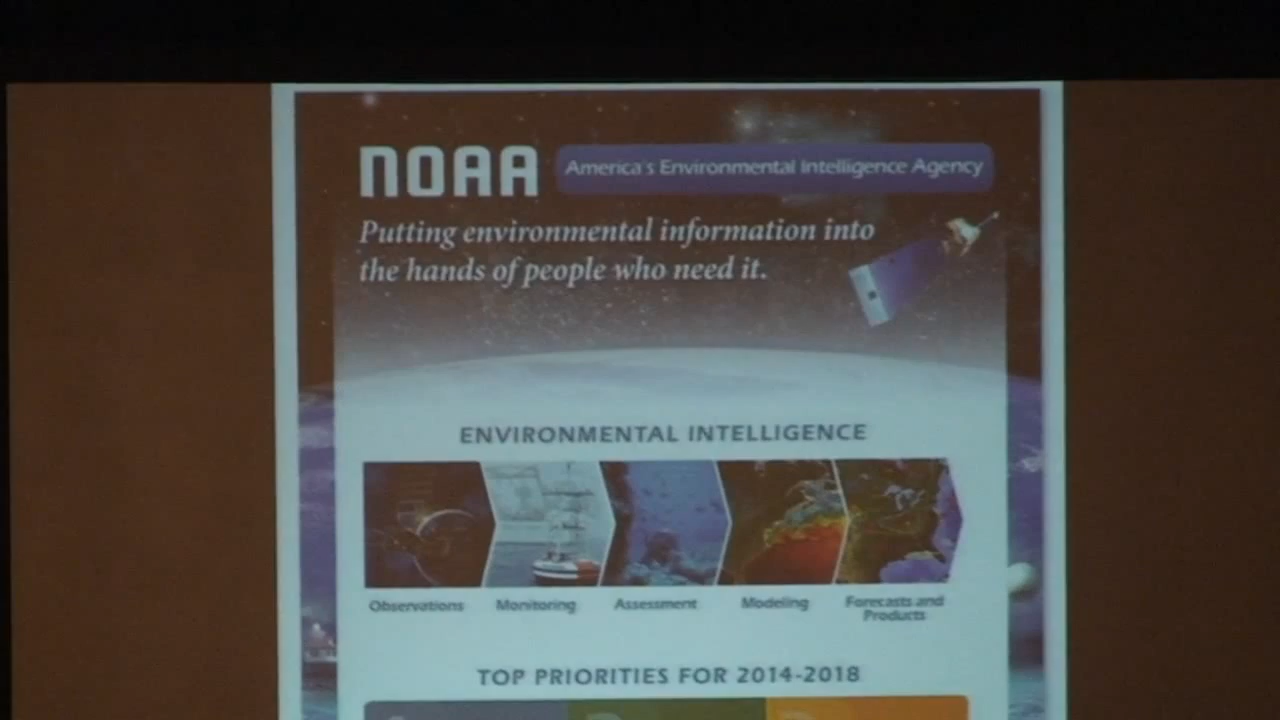 NOAA America's Environmental Intelligence Agency
Putting environmental information into
the hands of people who need it.
ENVIRONMENTAL INTELLIGENCE
Observations Monitoring Assessment Modeling Forecasts and
Products
TOP PRIORITIES FOR 2014-2018